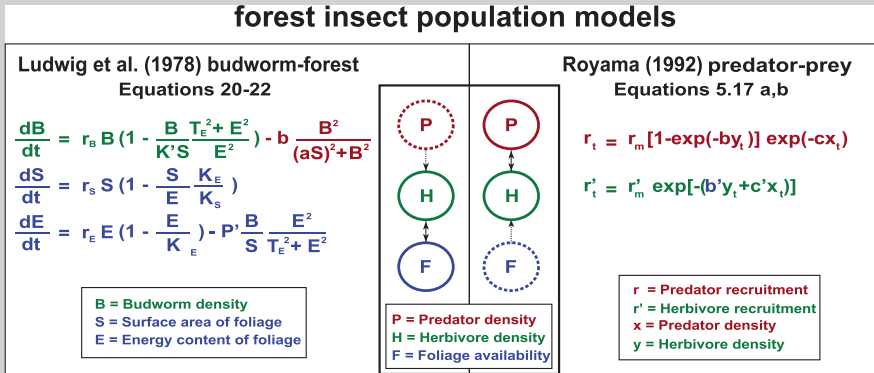 forest insect population models
Ludwig et al. (1978) budworm-forest
Equations 20-22
dB/dt = r_B B (1 - B/K'S (T_E² + E²)/E²) - b B²/((aS)²+B²)
dS/dt = r_S S (1 - S/E K_E/K_S)
dE/dt = r_E E (1 - E/K_E) - P' B/S E²/(T_E² + E²)
B = Budworm density
S = Surface area of foliage
E = Energy content of foliage
P
H
F
P
H
F
P = Predator density
H = Herbivore density
F = Foliage availability
Royama (1992) predator-prey
Equations 5.17 a,b
r_t = r_m[1-exp(-by_t)] exp(-cx_t)
r'_t = r'_m exp[-(b'y_t+c'x_t)]
r = Predator recruitment
r' = Herbivore recruitment
x = Predator density
y = Herbivore density